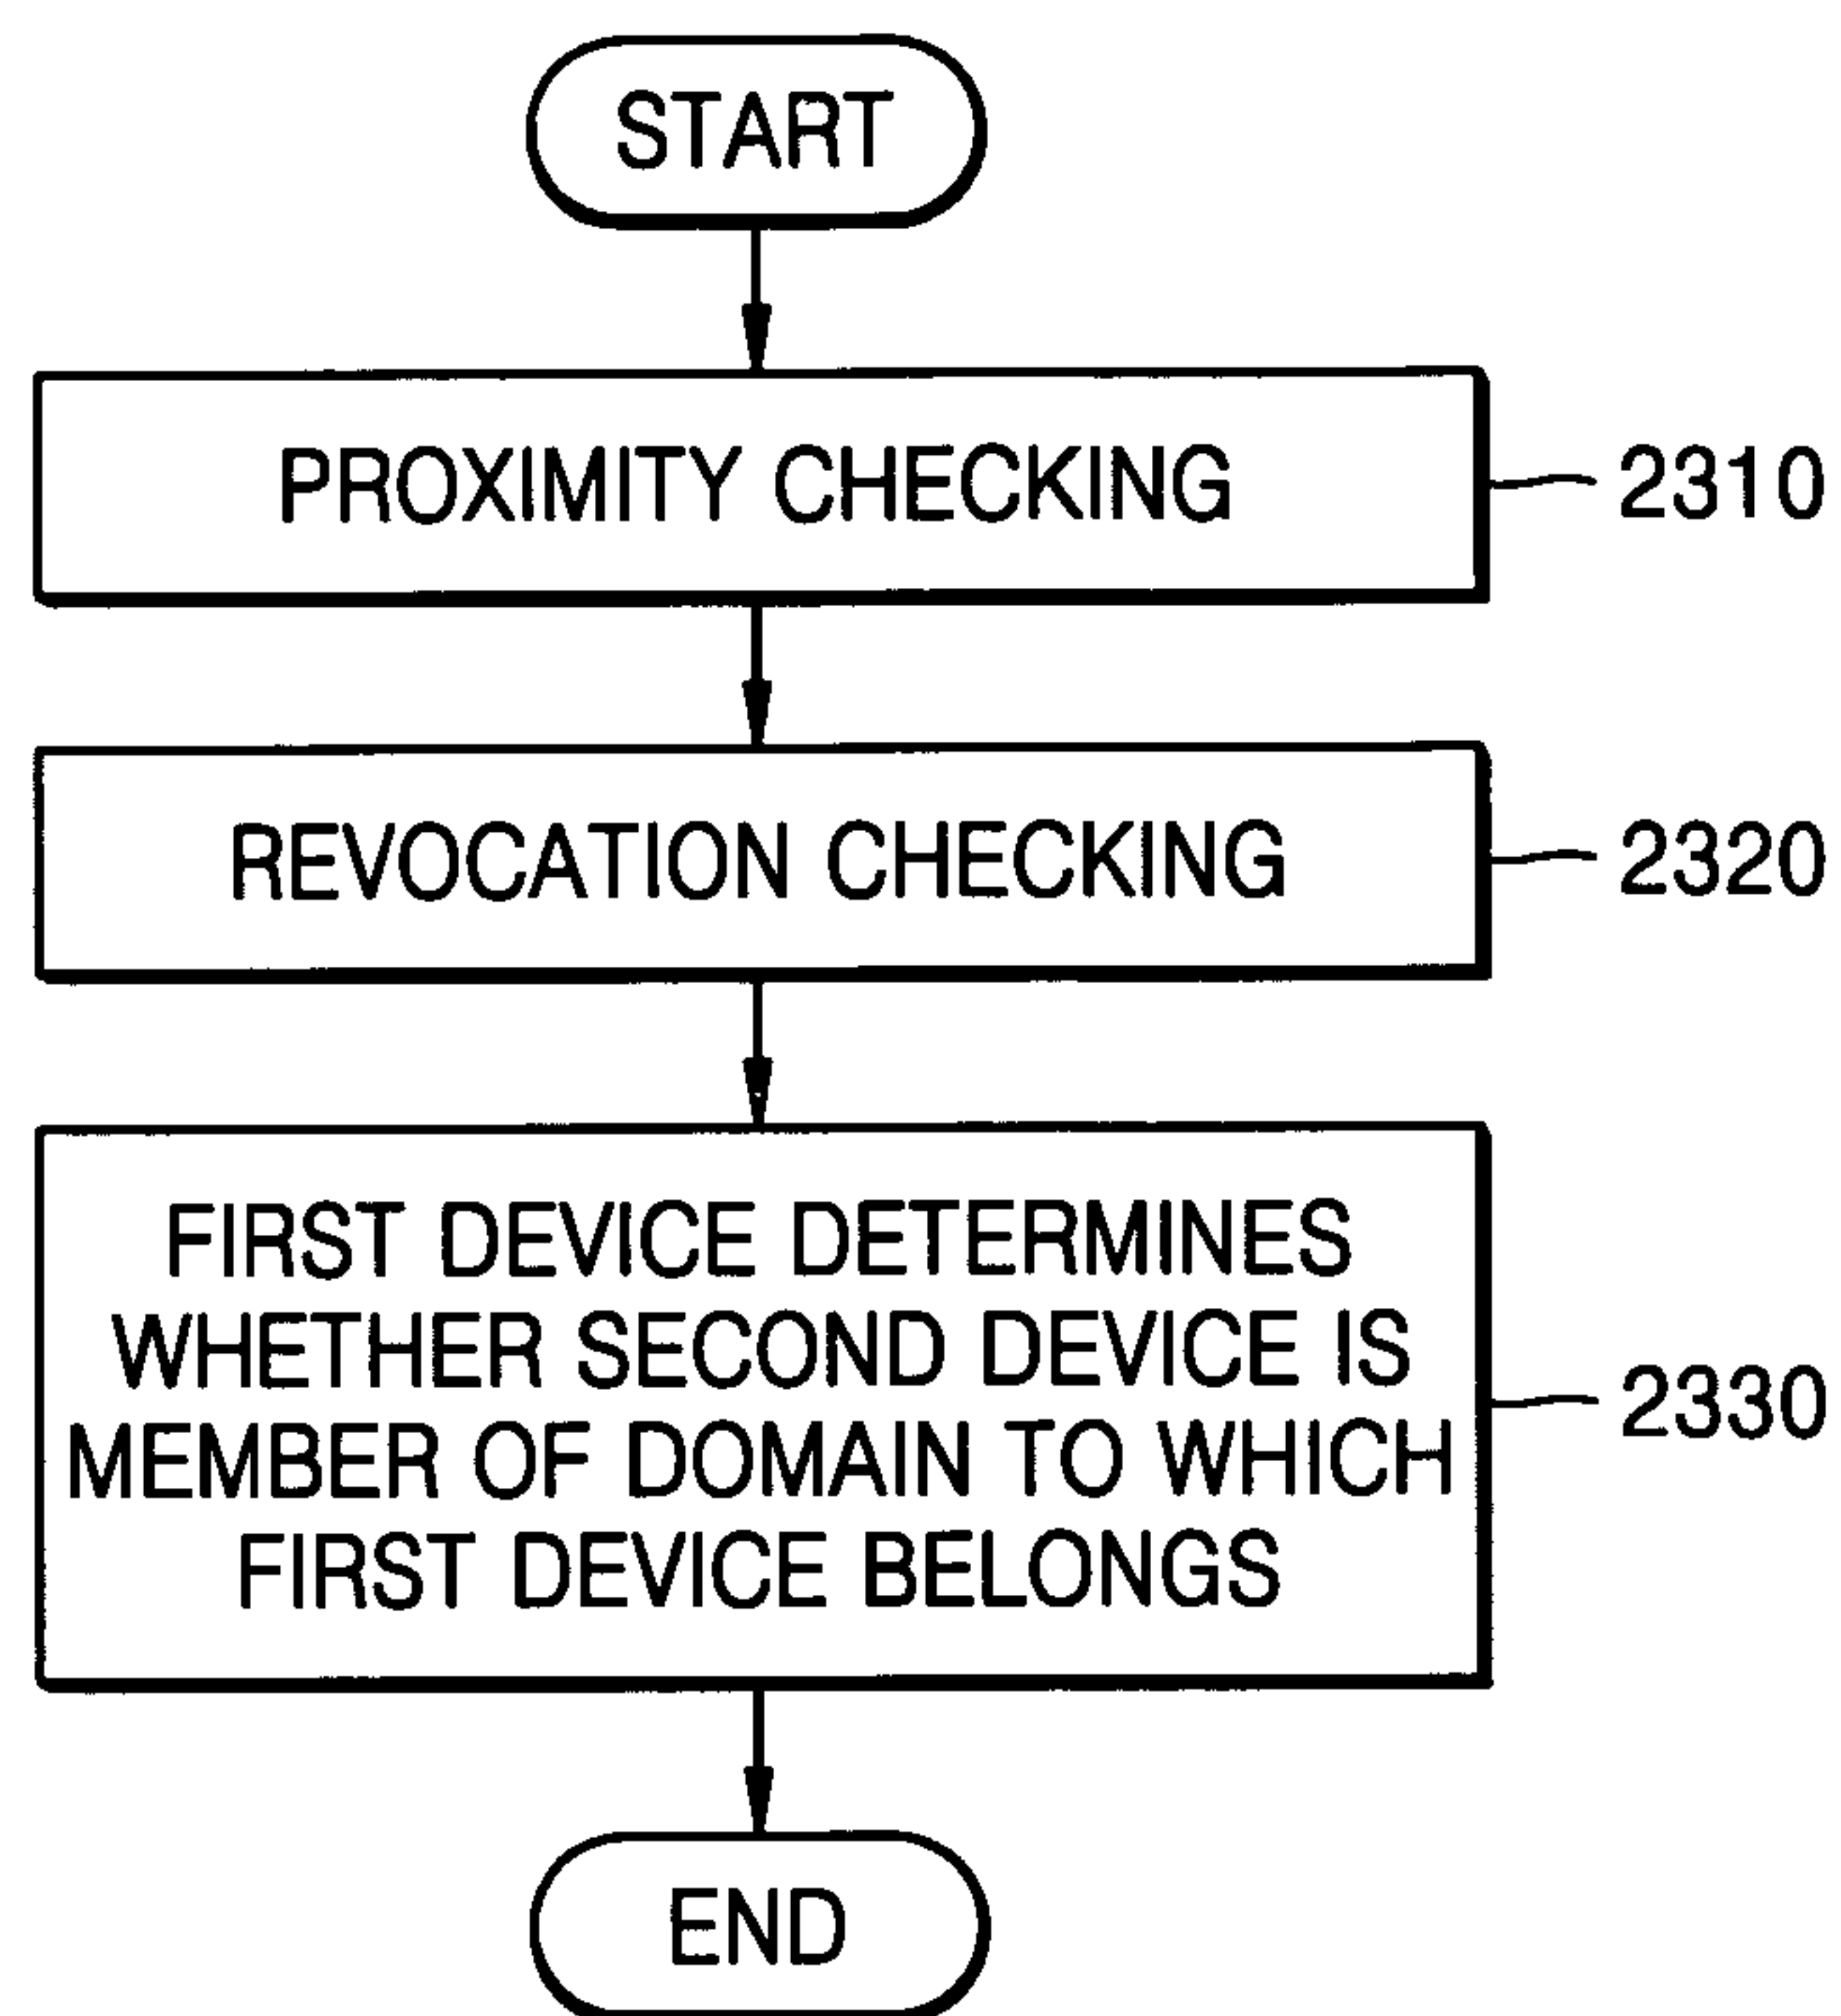 START
PROXIMITY CHECKING
2310
REVOCATION CHECKING
2320
FIRST DEVICE DETERMINES
WHETHER SECOND DEVICE IS
MEMBER OF DOMAIN TO WHICH
FIRST DEVICE BELONGS
2330
END